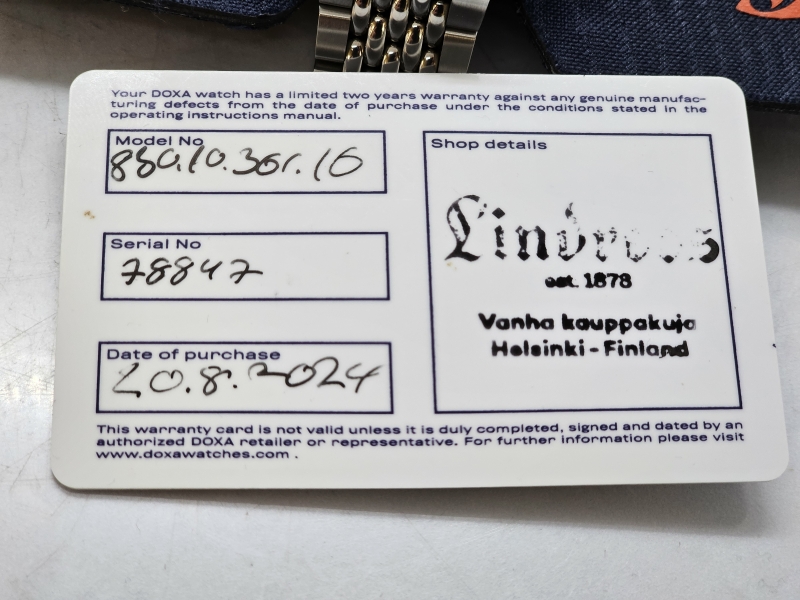 Your DOXA watch has a limited two years warranty against any genuine manufac-
turing defects from the date of purchase under the conditions stated in the
operating instructions manual.
Model No
880.10.361.10
Serial No
78847
Date of purchase
20.8.2024
Shop details
Lindroos
est. 1878
Vanha kauppakuja
Helsinki - Finland
This warranty card is not valid unless it is duly completed, signed and dated by an
authorized DOXA retailer or representative. For further information please visit
www.doxawatches.com .